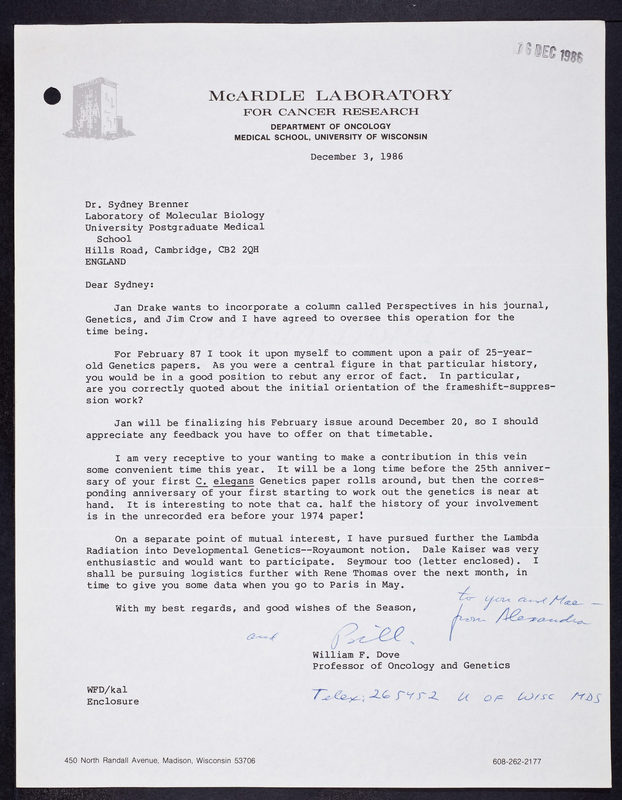 16 DEC 1986
McARDLE LABORATORY
FOR CANCER RESEARCH
DEPARTMENT OF ONCOLOGY
MEDICAL SCHOOL, UNIVERSITY OF WISCONSIN
December 3, 1986
Dr. Sydney Brenner
Laboratory of Molecular Biology
University Postgraduate Medical
School
Hills Road, Cambridge, CB2 2QH
ENGLAND
Dear Sydney:
Jan Drake wants to incorporate a column called Perspectives in his journal,
Genetics, and Jim Crow and I have agreed to oversee this operation for the
time being.
For February 87 I took it upon myself to comment upon a pair of 25-year-
old Genetics papers. As you were a central figure in that particular history,
you would be in a good position to rebut any error of fact. In particular,
are you correctly quoted about the initial orientation of the frameshift-suppres-
sion work?
Jan will be finalizing his February issue around December 20, so I should
appreciate any feedback you have to offer on that timetable.
I am very receptive to your wanting to make a contribution in this vein
some convenient time this year. It will be a long time before the 25th anniver-
sary of your first C. elegans Genetics paper rolls around, but then the corres-
ponding anniversary of your first starting to work out the genetics is near at
hand. It is interesting to note that ca. half the history of your involvement
is in the unrecorded era before your 1974 paper!
On a separate point of mutual interest, I have pursued further the Lambda
Radiation into Developmental Genetics--Royaumont notion. Dale Kaiser was very
enthusiastic and would want to participate. Seymour too (letter enclosed). I
shall be pursuing logistics further with Rene Thomas over the next month, in
time to give you some data when you go to Paris in May.
With my best regards, and good wishes of the Season,
to you and Mae -
from Alexandra
and Bill.
William F. Dove
Professor of Oncology and Genetics
WFD/kal
Enclosure
Telex: 265452 U OF WISC MDS
450 North Randall Avenue, Madison, Wisconsin 53706
608-262-2177